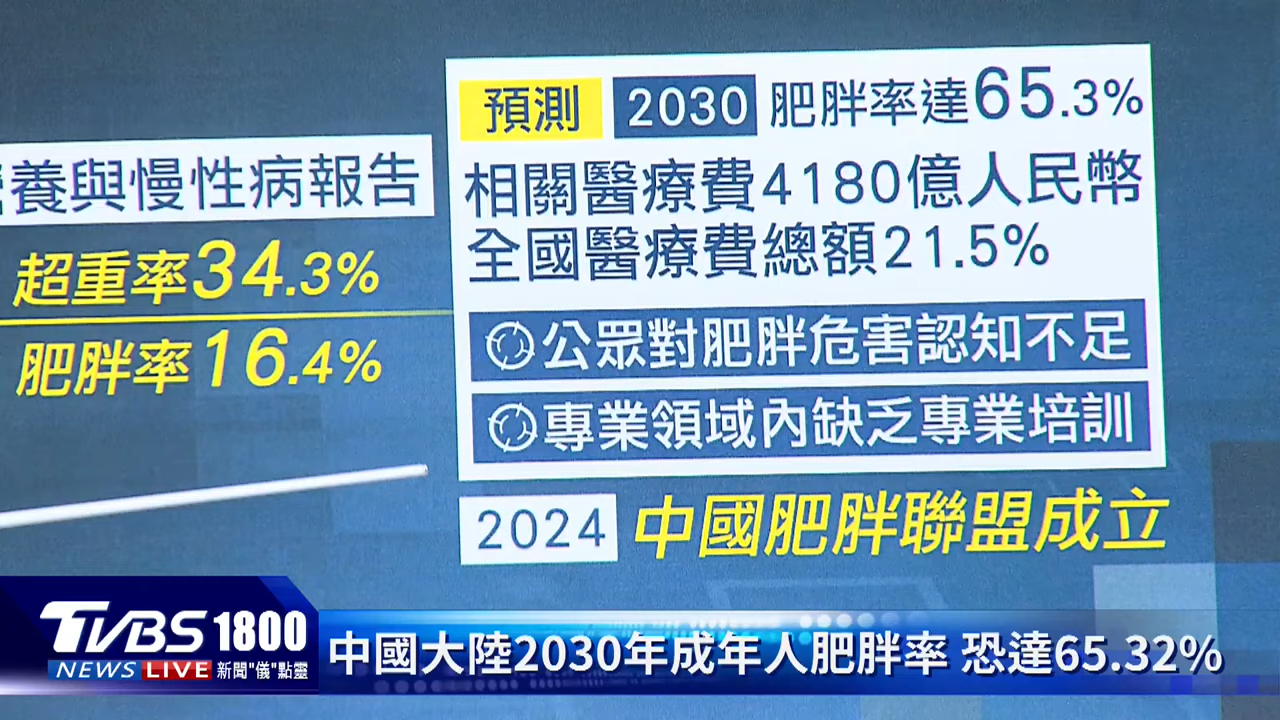 養與慢性病報告
超重率34.3%
肥胖率16.4%
預測 2030 肥胖率達65.3%
相關醫療費4180億人民幣
全國醫療費總額21.5%
公眾對肥胖危害認知不足
專業領域內缺乏專業培訓
2024 中國肥胖聯盟成立
TVBS 1800
NEWS LIVE 新聞"儀"點靈
中國大陸2030年成年人肥胖率 恐達65.32%